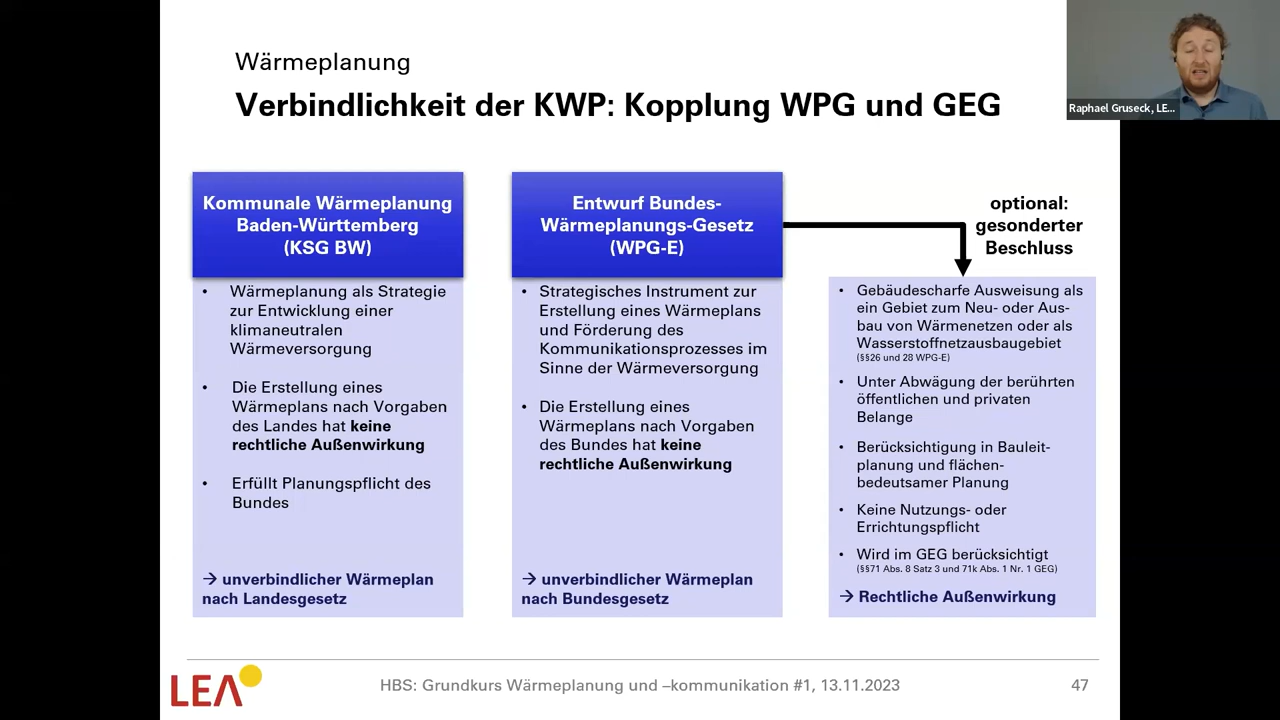 Wärmeplanung
Verbindlichkeit der KWP: Kopplung WPG und GEG
Raphael Gruseck, LE...
Kommunale Wärmeplanung
Baden-Württemberg
(KSG BW)
• Wärmeplanung als Strategie
zur Entwicklung einer
klimaneutralen
Wärmeversorgung
• Die Erstellung eines
Wärmeplans nach Vorgaben
des Landes hat keine
rechtliche Außenwirkung
• Erfüllt Planungspflicht des
Bundes
→ unverbindlicher Wärmeplan
nach Landesgesetz
Entwurf Bundes-
Wärmeplanungs-Gesetz
(WPG-E)
• Strategisches Instrument zur
Erstellung eines Wärmeplans
und Förderung des
Kommunikationsprozesses im
Sinne der Wärmeversorgung
• Die Erstellung eines
Wärmeplans nach Vorgaben
des Bundes hat keine
rechtliche Außenwirkung
→ unverbindlicher Wärmeplan
nach Bundesgesetz
optional:
gesonderter
Beschluss
• Gebäudescharfe Ausweisung als
ein Gebiet zum Neu- oder Aus-
bau von Wärmenetzen oder als
Wasserstoffnetzausbaugebiet
(§§26 und 28 WPG-E)
• Unter Abwägung der berührten
öffentlichen und privaten
Belange
• Berücksichtigung in Bauleit-
planung und flächen-
bedeutsamer Planung
• Keine Nutzungs- oder
Errichtungspflicht
• Wird im GEG berücksichtigt
(§§71 Abs. 8 Satz 3 und 71k Abs. 1 Nr. 1 GEG)
→ Rechtliche Außenwirkung
LEA
HBS: Grundkurs Wärmeplanung und –kommunikation #1, 13.11.2023
47